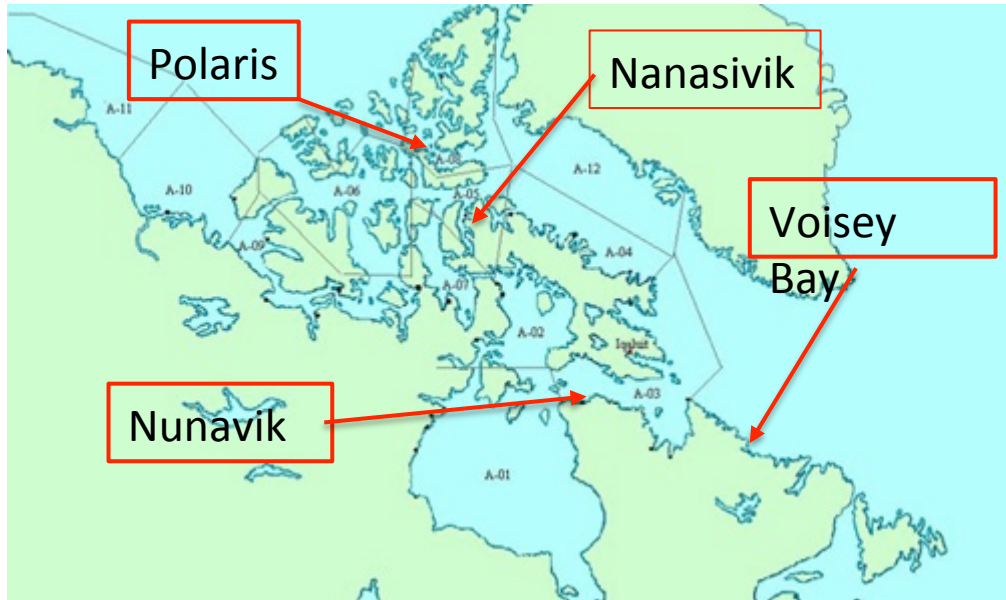 Polaris
Nanasivik
A-11
A-08
A-12
A-10
A-06
A-05
Voisey
Bay
A-09
A-04
A-07
A-02
Iqaluit
A-03
Nunavik
A-01